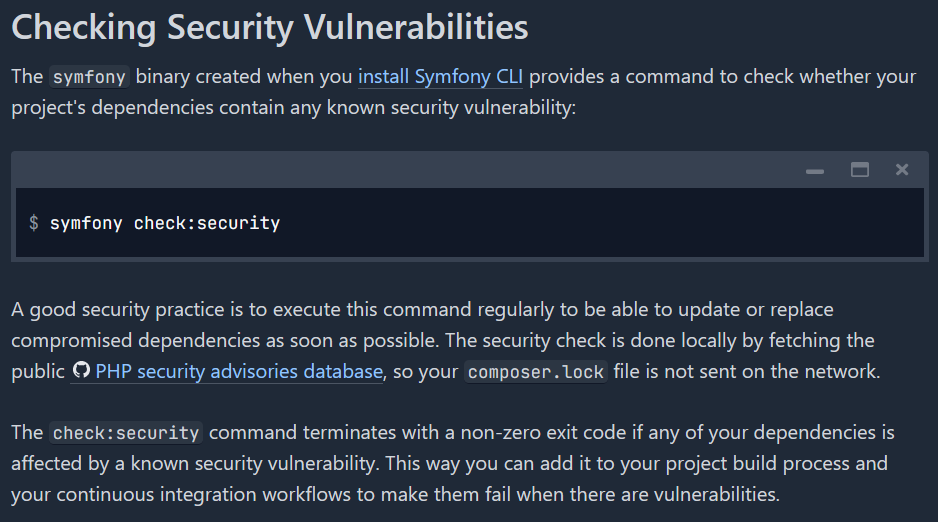 Checking Security Vulnerabilities
The symfony binary created when you install Symfony CLI provides a command to check whether your
project's dependencies contain any known security vulnerability:
$ symfony check:security
A good security practice is to execute this command regularly to be able to update or replace
compromised dependencies as soon as possible. The security check is done locally by fetching the
public PHP security advisories database, so your composer.lock file is not sent on the network.
The check:security command terminates with a non-zero exit code if any of your dependencies is
affected by a known security vulnerability. This way you can add it to your project build process and
your continuous integration workflows to make them fail when there are vulnerabilities.